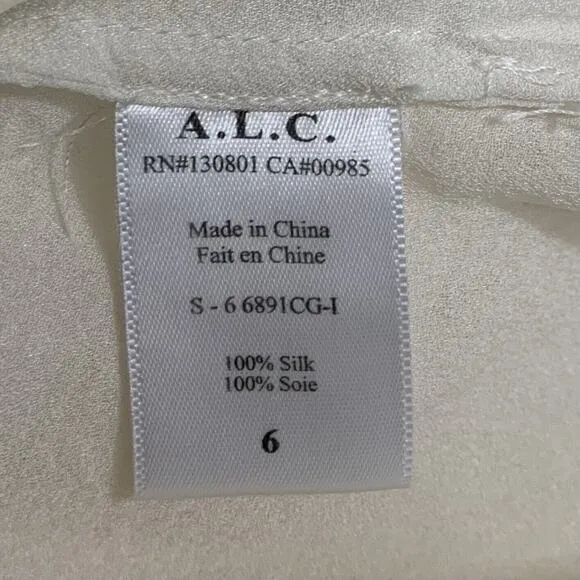 A.L.C.
RN#130801 CA#00985
Made in China
Fait en Chine
S - 6 6891CG-I
100% Silk
100% Soie
6